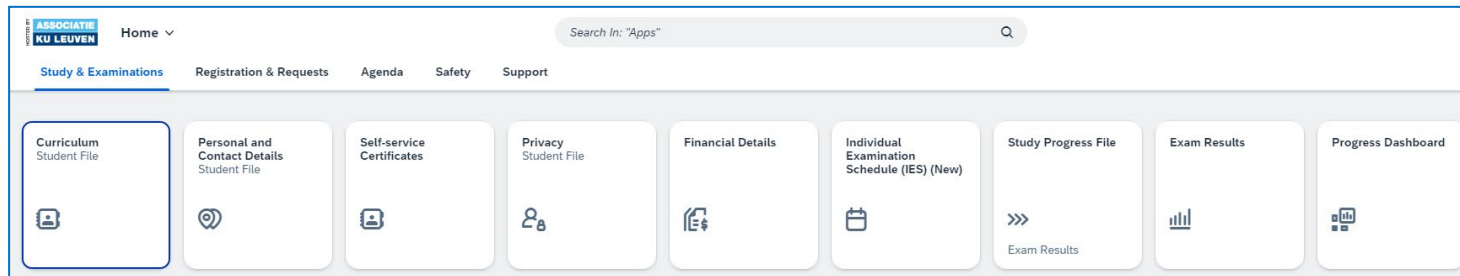 HOSTED BY
ASSOCIATIE
KU LEUVEN
Home
Search In: "Apps"
Study & Examinations
Registration & Requests
Agenda
Safety
Support
Curriculum
Student File
Personal and
Contact Details
Student File
Self-service
Certificates
Privacy
Student File
Financial Details
Individual
Examination
Schedule (IES) (New)
Study Progress File
Exam Results
Exam Results
Progress Dashboard